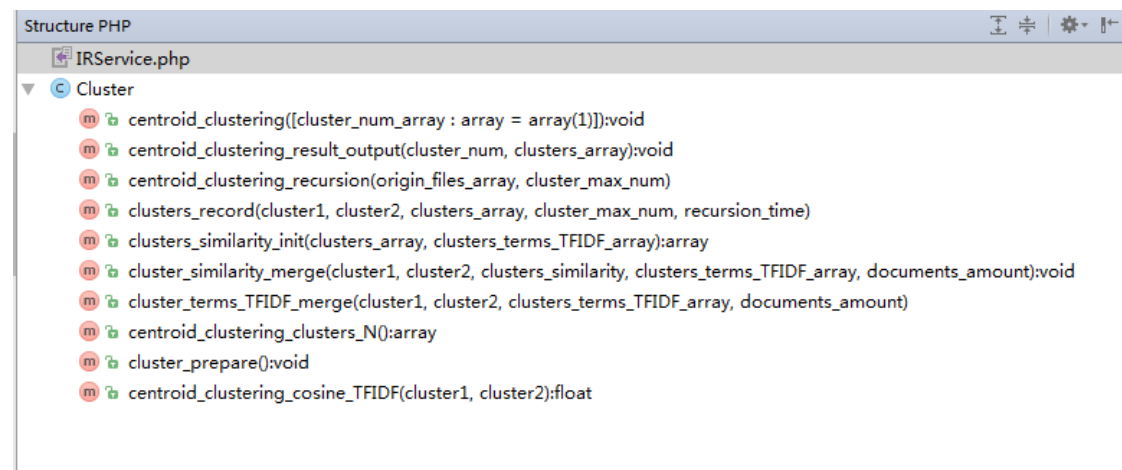 Structure PHP
IRService.php
C Cluster
m centroid_clustering([cluster_num_array : array = array(1)]):void
m centroid_clustering_result_output(cluster_num, clusters_array):void
m centroid_clustering_recursion(origin_files_array, cluster_max_num)
m clusters_record(cluster1, cluster2, clusters_array, cluster_max_num, recursion_time)
m clusters_similarity_init(clusters_array, clusters_terms_TFIDF_array):array
m cluster_similarity_merge(cluster1, cluster2, clusters_similarity, clusters_terms_TFIDF_array, documents_amount):void
m cluster_terms_TFIDF_merge(cluster1, cluster2, clusters_terms_TFIDF_array, documents_amount)
m centroid_clustering_clusters_N():array
m cluster_prepare():void
m centroid_clustering_cosine_TFIDF(cluster1, cluster2):float